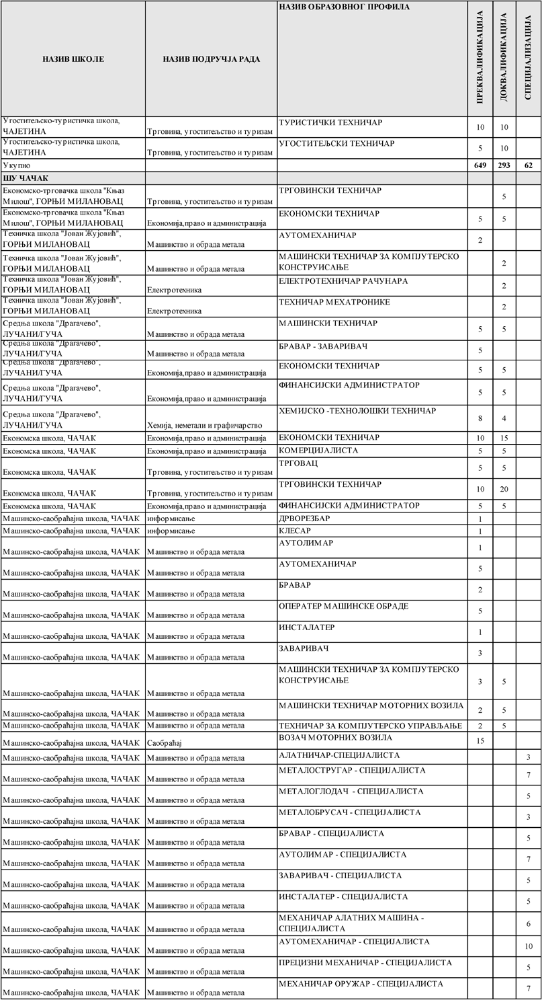 НАЗИВ ШКОЛЕ НАЗИВ ПОДРУЧЈА РАДА НАЗИВ ОБРАЗОВНОГ ПРОФИЛА ПРЕКВАЛИФИКАЦИЈА ДОКВАЛИФИКАЦИЈА СПЕЦИЈАЛИЗАЦИЈА
Угоститељско-туристичка школа,
ЧАЈЕТИНА Трговина, угоститељство и туризам ТУРИСТИЧКИ ТЕХНИЧАР 10 10
Угоститељско-туристичка школа,
ЧАЈЕТИНА Трговина, угоститељство и туризам УГОСТИТЕЉСКИ ТЕХНИЧАР 5 10
Укупно 649 293 62
ШУ ЧАЧАК
Економско-трговачка школа "Књаз
Милош", ГОРЊИ МИЛАНОВАЦ Трговина, угоститељство и туризам ТРГОВИНСКИ ТЕХНИЧАР 5
Економско-трговачка школа "Књаз
Милош", ГОРЊИ МИЛАНОВАЦ Економија,право и администрација ЕКОНОМСКИ ТЕХНИЧАР 5 5
Техничка школа "Јован Жујовић",
ГОРЊИ МИЛАНОВАЦ Машинство и обрада метала АУТОМЕХАНИЧАР 2
Техничка школа "Јован Жујовић", МАШИНСКИ ТЕХНИЧАР ЗА КОМПЈУТЕРСКО
ГОРЊИ МИЛАНОВАЦ Машинство и обрада метала КОНСТРУИСАЊЕ 2
Техничка школа "Јован Жујовић",
ГОРЊИ МИЛАНОВАЦ Електротехника ЕЛЕКТРОТЕХНИЧАР РАЧУНАРА 2
Техничка школа "Јован Жујовић",
ГОРЊИ МИЛАНОВАЦ Електротехника ТЕХНИЧАР МЕХАТРОНИКЕ 2
Средња школа "Драгачево",
ЛУЧАНИ/ГУЧА Машинство и обрада метала МАШИНСКИ ТЕХНИЧАР 5 5
Средња школа "Драгачево",
ЛУЧАНИ/ГУЧА Машинство и обрада метала БРАВАР - ЗАВАРИВАЧ 5
Средња школа "Драгачево",
ЛУЧАНИ/ГУЧА Економија,право и администрација ЕКОНОМСКИ ТЕХНИЧАР 5 5
Средња школа "Драгачево",
ЛУЧАНИ/ГУЧА Економија,право и администрација ФИНАНСИЈСКИ АДМИНИСТРАТОР 5 5
Средња школа "Драгачево",
ЛУЧАНИ/ГУЧА Хемија, неметали и графичарство ХЕМИЈСКО -ТЕХНОЛОШКИ ТЕХНИЧАР 8 4
Економска школа, ЧАЧАК Економија,право и администрација ЕКОНОМСКИ ТЕХНИЧАР 10 15
Економска школа, ЧАЧАК Економија,право и администрација КОМЕРЦИЈАЛИСТА 5 5
Економска школа, ЧАЧАК Трговина, угоститељство и туризам ТРГОВАЦ 5 5
Економска школа, ЧАЧАК Трговина, угоститељство и туризам ТРГОВИНСКИ ТЕХНИЧАР 10 20
Економска школа, ЧАЧАК Економија,право и администрација ФИНАНСИЈСКИ АДМИНИСТРАТОР 5 5
Машинско-саобраћајна школа, ЧАЧАК информисање ДРВОРЕЗБАР 1
Машинско-саобраћајна школа, ЧАЧАК информисање КЛЕСАР 1
Машинско-саобраћајна школа, ЧАЧАК Машинство и обрада метала АУТОЛИМАР 1
Машинско-саобраћајна школа, ЧАЧАК Машинство и обрада метала АУТОМЕХАНИЧАР 5
Машинско-саобраћајна школа, ЧАЧАК Машинство и обрада метала БРАВАР 2
Машинско-саобраћајна школа, ЧАЧАК Машинство и обрада метала ОПЕРАТЕР МАШИНСКЕ ОБРАДЕ 5
Машинско-саобраћајна школа, ЧАЧАК Машинство и обрада метала ИНСТАЛАТЕР 1
Машинско-саобраћајна школа, ЧАЧАК Машинство и обрада метала ЗАВАРИВАЧ 3
МАШИНСКИ ТЕХНИЧАР ЗА КОМПЈУТЕРСКО
Машинско-саобраћајна школа, ЧАЧАК Машинство и обрада метала КОНСТРУИСАЊЕ 3 5
Машинско-саобраћајна школа, ЧАЧАК Машинство и обрада метала МАШИНСКИ ТЕХНИЧАР МОТОРНИХ ВОЗИЛА 2 5
Машинско-саобраћајна школа, ЧАЧАК Машинство и обрада метала ТЕХНИЧАР ЗА КОМПЈУТЕРСКО УПРАВЉАЊЕ 2 5
Машинско-саобраћајна школа, ЧАЧАК Саобраћај ВОЗАЧ МОТОРНИХ ВОЗИЛА 15
Машинско-саобраћајна школа, ЧАЧАК Машинство и обрада метала АЛАТНИЧАР-СПЕЦИЈАЛИСТА 3
Машинско-саобраћајна школа, ЧАЧАК Машинство и обрада метала МЕТАЛОСТРУГАР - СПЕЦИЈАЛИСТА 7
Машинско-саобраћајна школа, ЧАЧАК Машинство и обрада метала МЕТАЛОГЛОДАЧ - СПЕЦИЈАЛИСТА 5
Машинско-саобраћајна школа, ЧАЧАК Машинство и обрада метала МЕТАЛОБРУСАЧ - СПЕЦИЈАЛИСТА 3
Машинско-саобраћајна школа, ЧАЧАК Машинство и обрада метала БРАВАР - СПЕЦИЈАЛИСТА 5
Машинско-саобраћајна школа, ЧАЧАК Машинство и обрада метала АУТОЛИМАР - СПЕЦИЈАЛИСТА 7
Машинско-саобраћајна школа, ЧАЧАК Машинство и обрада метала ЗАВАРИВАЧ - СПЕЦИЈАЛИСТА 5
Машинско-саобраћајна школа, ЧАЧАК Машинство и обрада метала ИНСТАЛАТЕР - СПЕЦИЈАЛИСТА 5
МЕХАНИЧАР АЛАТНИХ МАШИНА -
Машинско-саобраћајна школа, ЧАЧАК Машинство и обрада метала СПЕЦИЈАЛИСТА 6
Машинско-саобраћајна школа, ЧАЧАК Машинство и обрада метала АУТОМЕХАНИЧАР - СПЕЦИЈАЛИСТА 10
Машинско-саобраћајна школа, ЧАЧАК Машинство и обрада метала ПРЕЦИЗНИ МЕХАНИЧАР - СПЕЦИЈАЛИСТА 5
Машинско-саобраћајна школа, ЧАЧАК Машинство и обрада метала МЕХАНИЧАР ОРУЖАР - СПЕЦИЈАЛИСТА 7